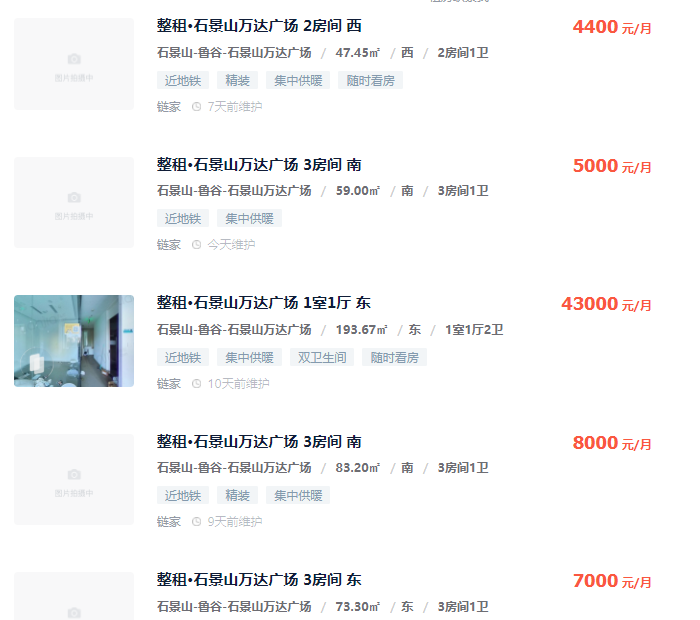 整租·石景山万达广场 2房间 西
4400 元/月
石景山-鲁谷-石景山万达广场 / 47.45㎡ / 西 / 2房间1卫
近地铁 精装 集中供暖 随时看房
链家 7天前维护
图片拍摄中
整租·石景山万达广场 3房间 南
5000 元/月
石景山-鲁谷-石景山万达广场 / 59.00㎡ / 南 / 3房间1卫
近地铁 集中供暖
链家 今天维护
图片拍摄中
整租·石景山万达广场 1室1厅 东
43000 元/月
石景山-鲁谷-石景山万达广场 / 193.67㎡ / 东 / 1室1厅2卫
近地铁 集中供暖 双卫生间 随时看房
链家 10天前维护
整租·石景山万达广场 3房间 南
8000 元/月
石景山-鲁谷-石景山万达广场 / 83.20㎡ / 南 / 3房间1卫
近地铁 精装 集中供暖
链家 9天前维护
图片拍摄中
整租·石景山万达广场 3房间 东
7000 元/月
石景山-鲁谷-石景山万达广场 / 73.30㎡ / 东 / 3房间1卫